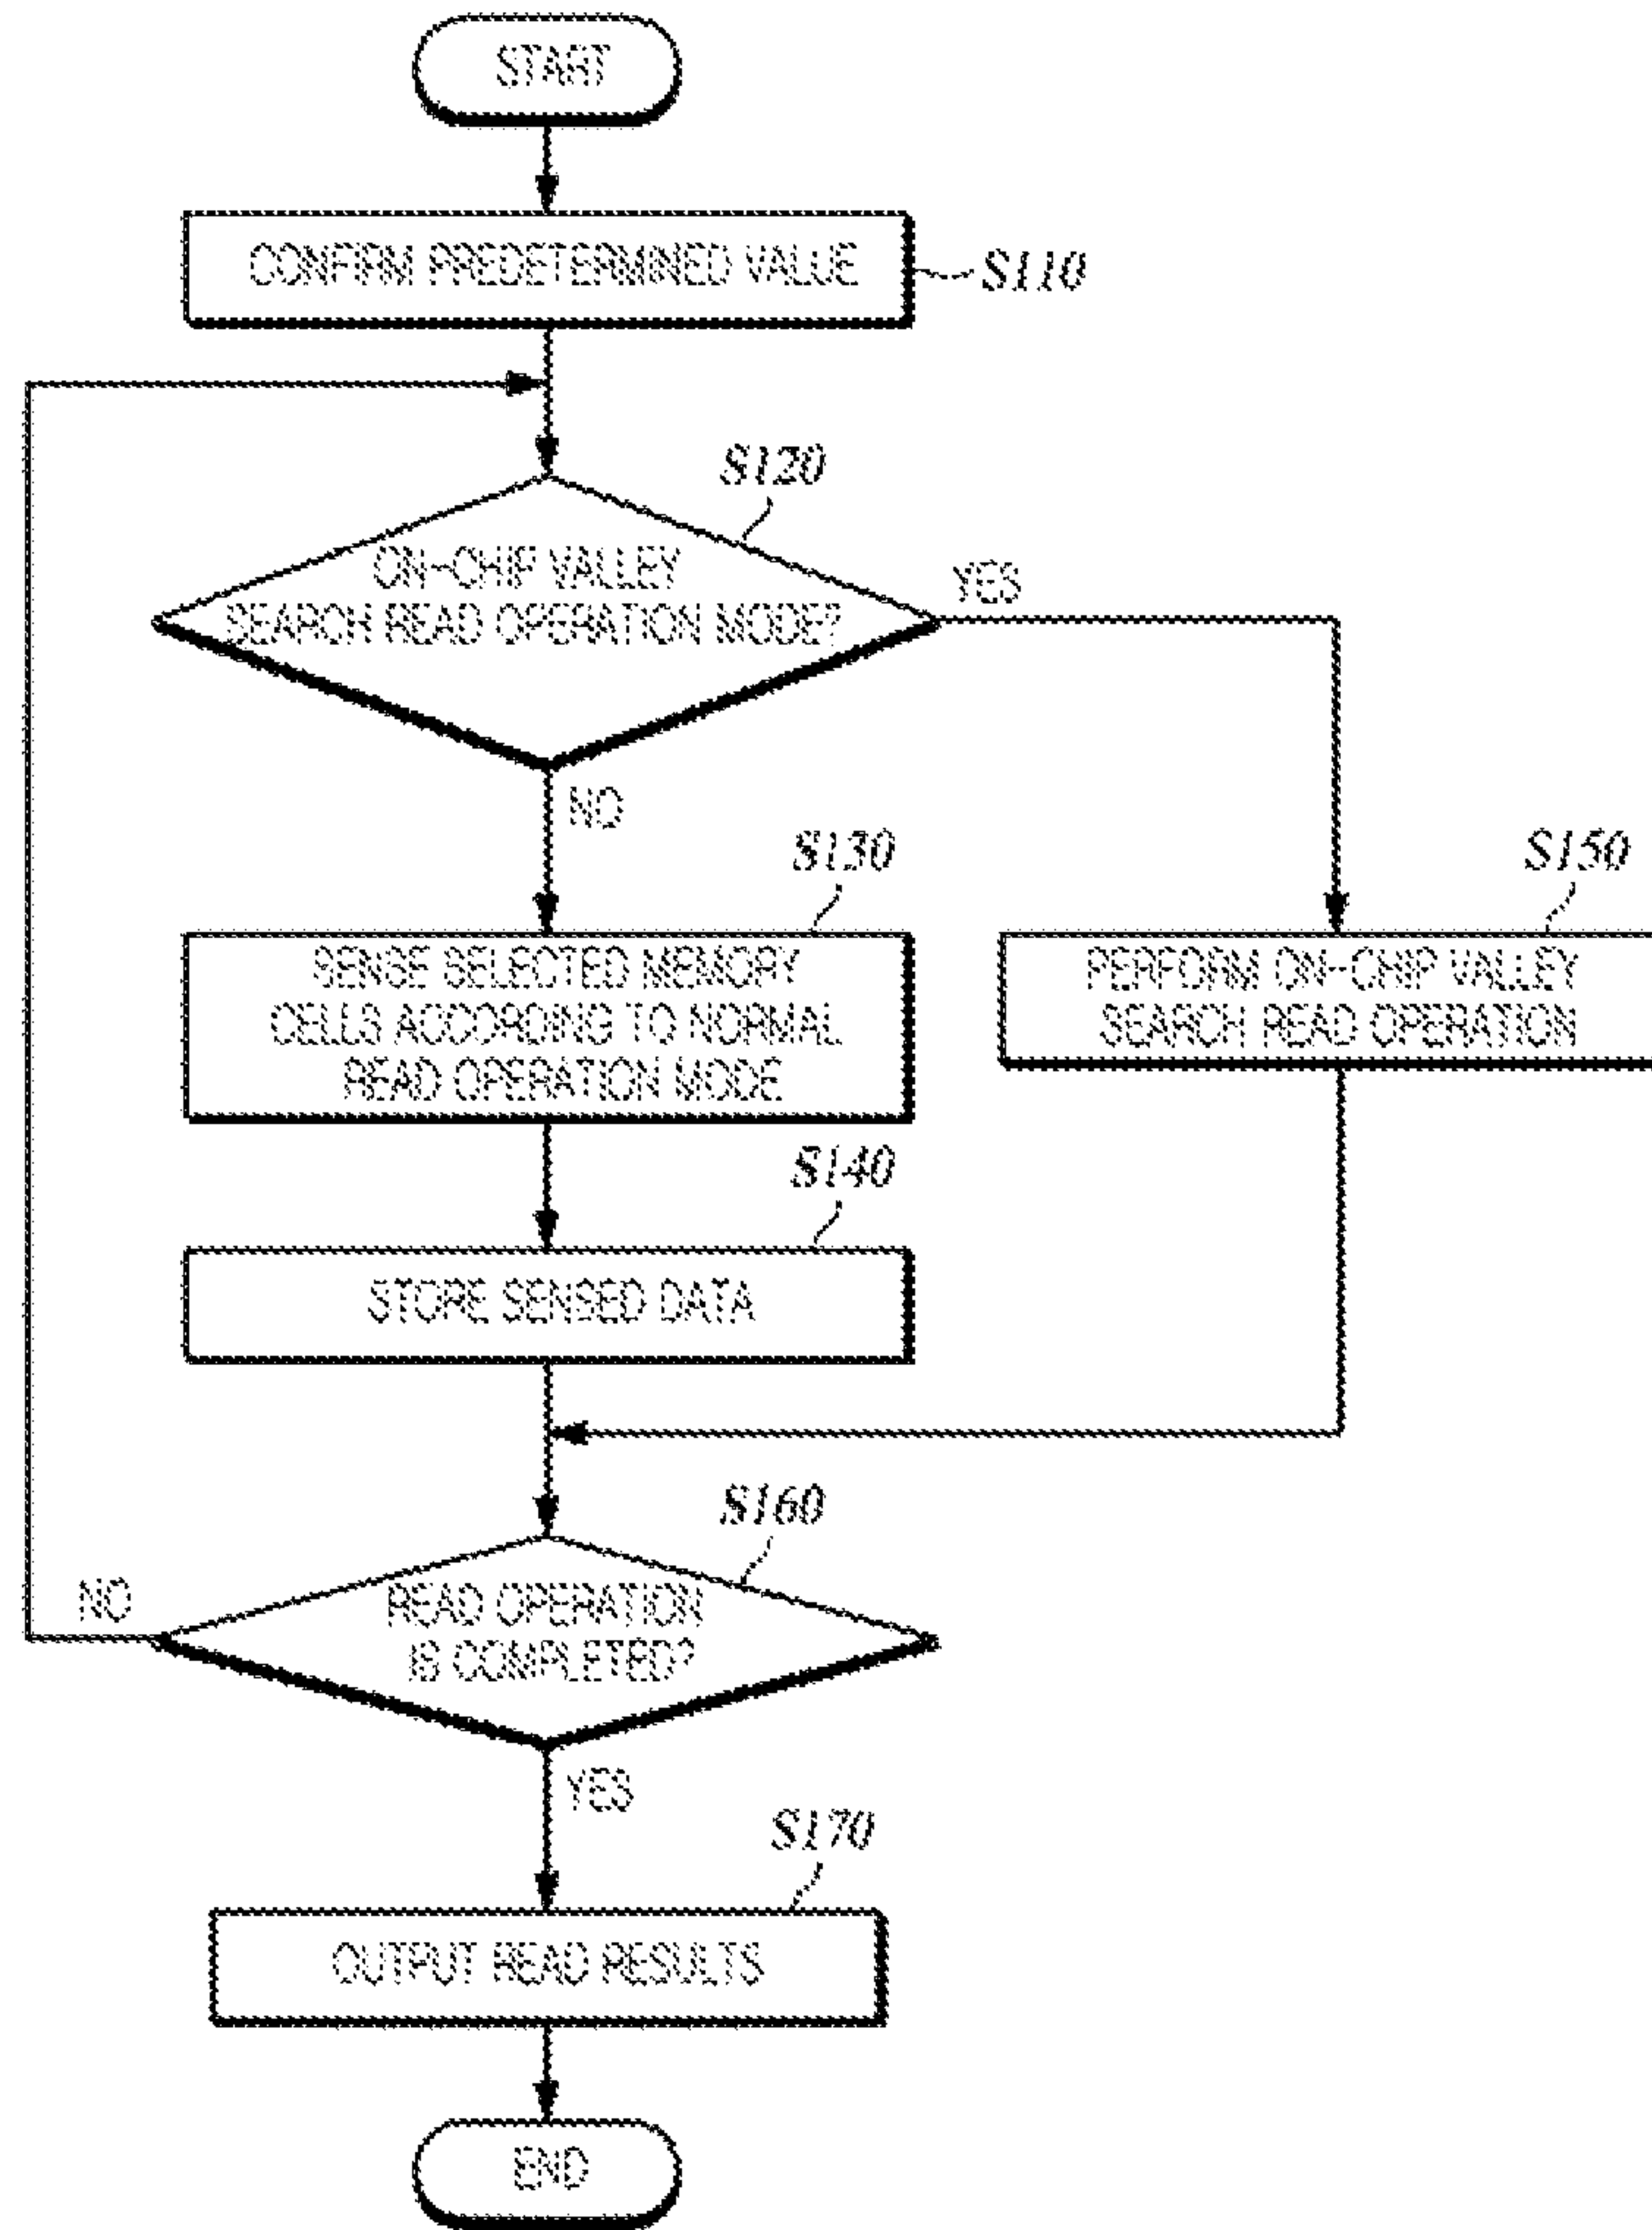 START
CONFIRM PREDETERMINED VALUE
S110
S120
ON-CHIP VALLEY
SEARCH READ OPERATION MODE?
YES
NO
S130
SENSE SELECTED MEMORY
CELLS ACCORDING TO NORMAL
READ OPERATION MODE
S150
PERFORM ON-CHIP VALLEY
SEARCH READ OPERATION
S140
STORE SENSED DATA
S160
NO
READ OPERATION
IS COMPLETED?
YES
S170
OUTPUT READ RESULTS
END